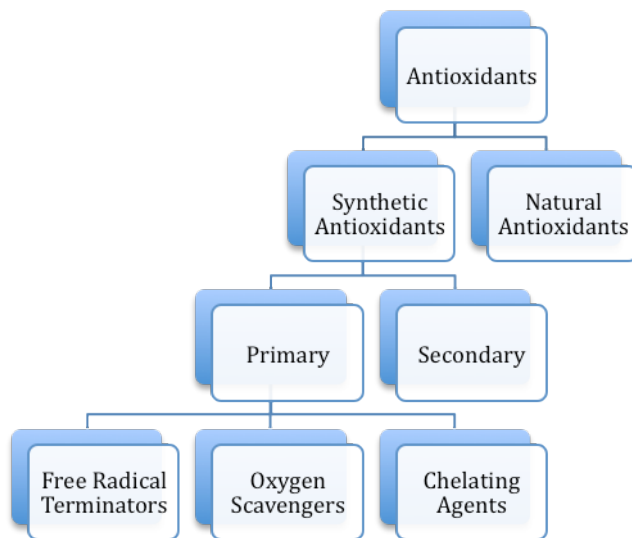 Antioxidants
Synthetic
Antioxidants
Natural
Antioxidants
Primary
Secondary
Free Radical
Terminators
Oxygen
Scavengers
Chelating
Agents